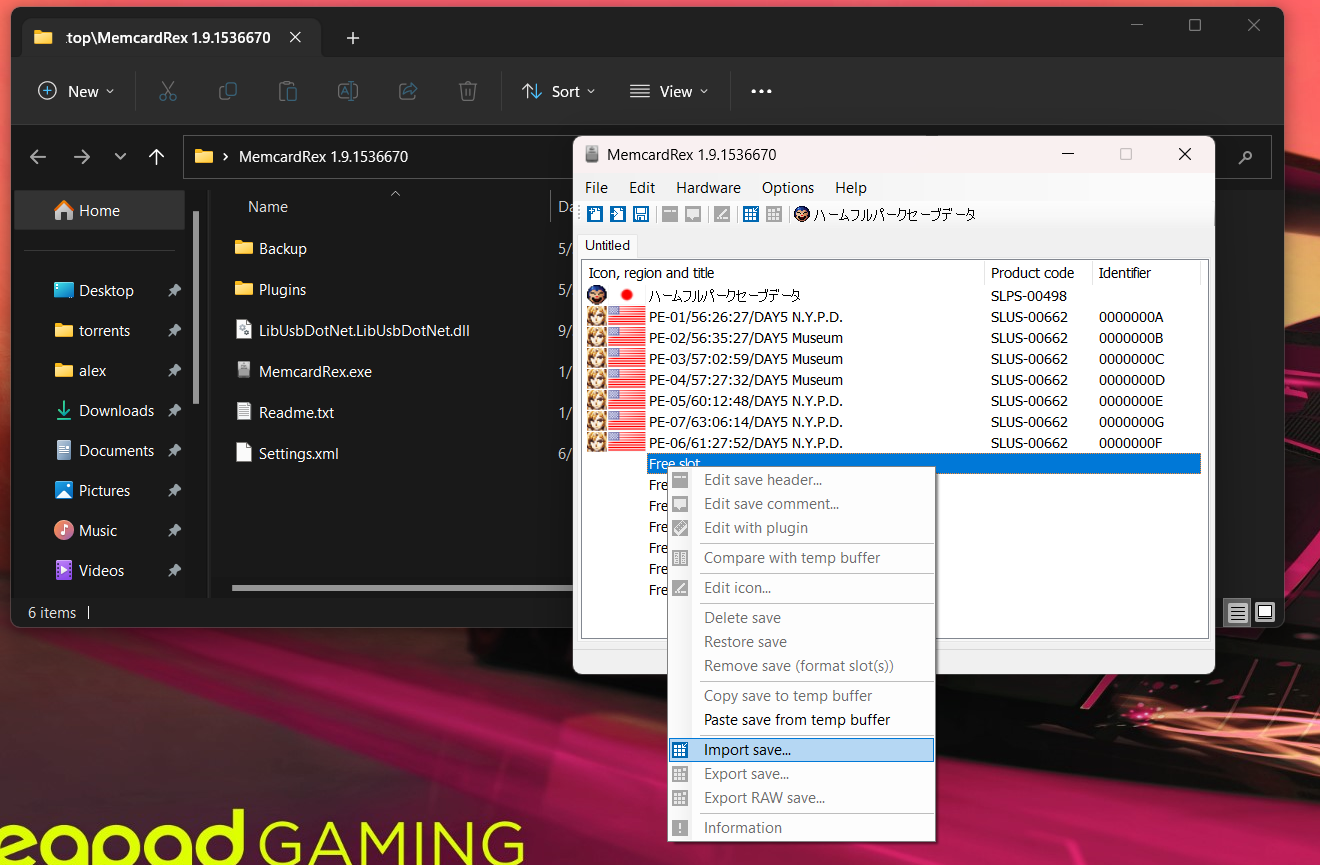 :top\MemcardRex 1.9.1536670
New
Sort
View
MemcardRex 1.9.1536670
Home
Desktop
torrents
alex
Downloads
Documents
Pictures
Music
Videos
Name
Da
Backup
5/
Plugins
5/
LibUsbDotNet.LibUsbDotNet.dll
9/
MemcardRex.exe
1/
Readme.txt
1/
Settings.xml
6/
6 items
MemcardRex 1.9.1536670
File Edit Hardware Options Help
ハームフルパークセーブデータ
Untitled
Icon, region and title Product code Identifier
ハームフルパークセーブデータ SLPS-00498
PE-01/56:26:27/DAY5 N.Y.P.D. SLUS-00662 0000000A
PE-02/56:35:27/DAY5 Museum SLUS-00662 0000000B
PE-03/57:02:59/DAY5 Museum SLUS-00662 0000000C
PE-04/57:27:32/DAY5 Museum SLUS-00662 0000000D
PE-05/60:12:48/DAY5 N.Y.P.D. SLUS-00662 0000000E
PE-07/63:06:14/DAY5 N.Y.P.D. SLUS-00662 0000000G
PE-06/61:27:52/DAY5 N.Y.P.D. SLUS-00662 0000000F
Free slot
Fre
Fre
Fre
Fre
Fre
Fre
Edit save header...
Edit save comment...
Edit with plugin
Compare with temp buffer
Edit icon...
Delete save
Restore save
Remove save (format slot(s))
Copy save to temp buffer
Paste save from temp buffer
Import save...
Export save...
Export RAW save...
Information
eapad GAMING